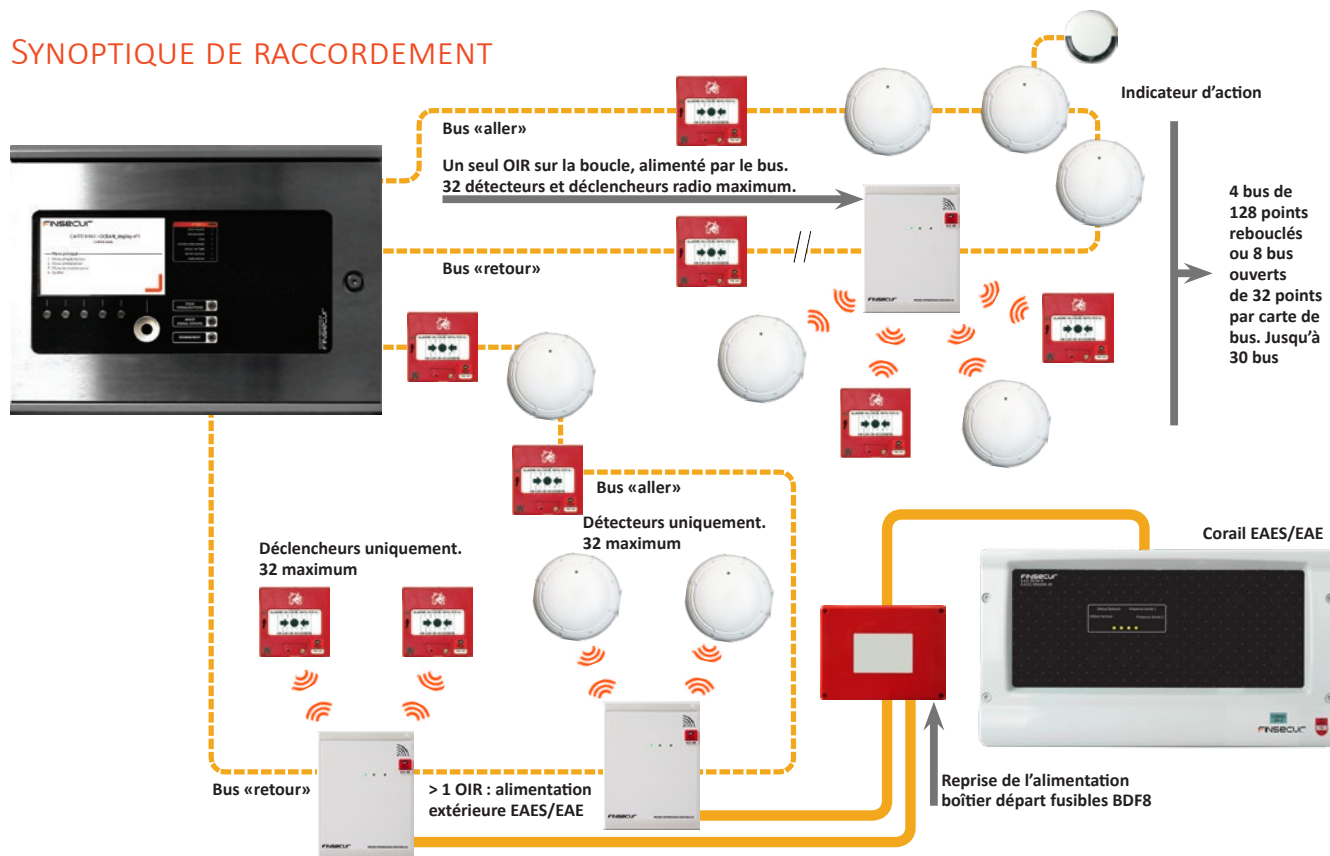 SYNOPTIQUE DE RACCORDEMENT
Bus «aller»
Un seul OIR sur la boucle, alimenté par le bus.
32 détecteurs et déclencheurs radio maximum.
Bus «retour»
Indicateur d'action
4 bus de
128 points
rebouclés
ou 8 bus
ouverts
de 32 points
par carte de
bus. Jusqu'à
30 bus
FINSECUR
Bus «aller»
Détecteurs uniquement.
32 maximum
Déclencheurs uniquement.
32 maximum
Corail EAES/EAE
FINSECUR
FINSECUR
Bus «retour»
> 1 OIR : alimentation
extérieure EAES/EAE
Reprise de l'alimentation
boîtier départ fusibles BDF8
FINSECUR
FINSECUR
FINSECUR